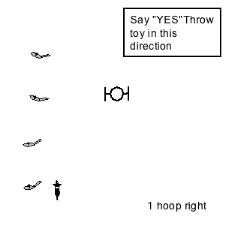 Say "YES"Throw
toy in this
direction
1 hoop right